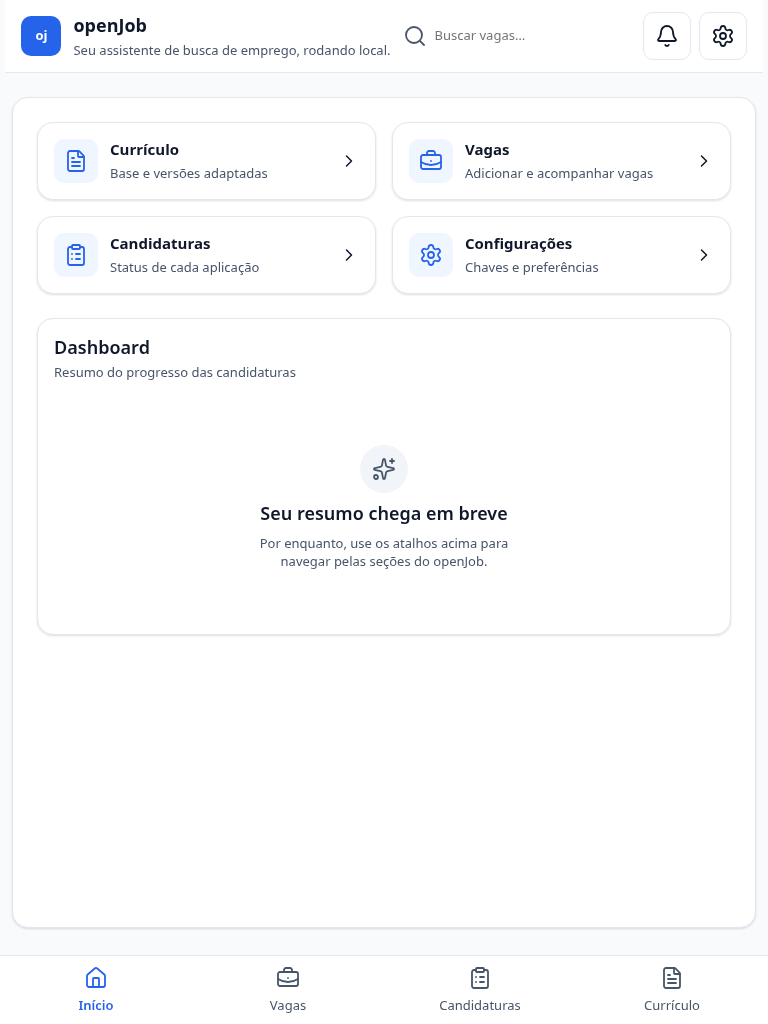 oj
openJob
Seu assistente de busca de emprego, rodando local.
Buscar vagas...
Currículo
Base e versões adaptadas
Vagas
Adicionar e acompanhar vagas
Candidaturas
Status de cada aplicação
Configurações
Chaves e preferências
Dashboard
Resumo do progresso das candidaturas
Seu resumo chega em breve
Por enquanto, use os atalhos acima para
navegar pelas seções do openJob.
Início
Vagas
Candidaturas
Currículo